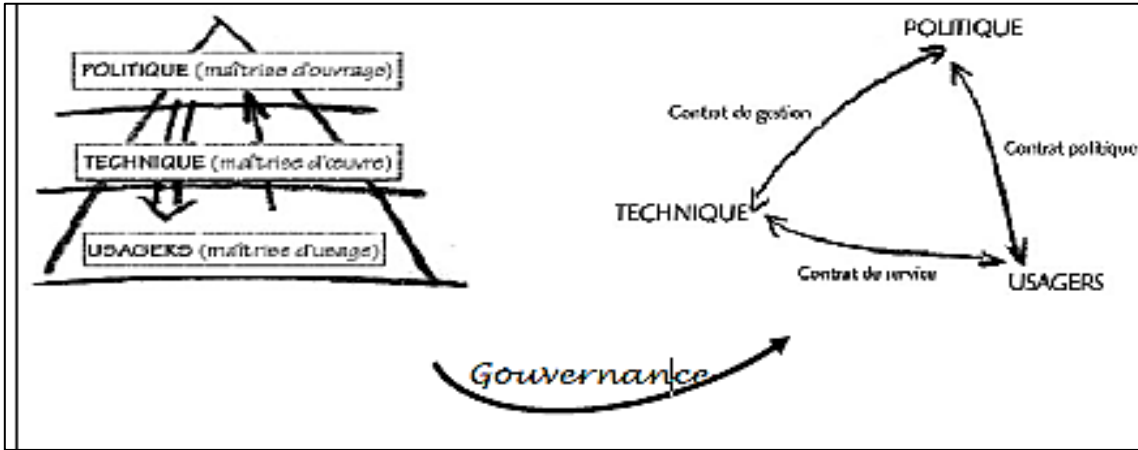 POLITIQUE (maîtrise d'ouvrage)
TECHNIQUE (maîtrise d'œuvre)
USAGERS (maîtrise d'usage)
POLITIQUE
Contrat de gestion
Contrat politique
TECHNIQUE
Contrat de service
USAGERS
Gouvernance